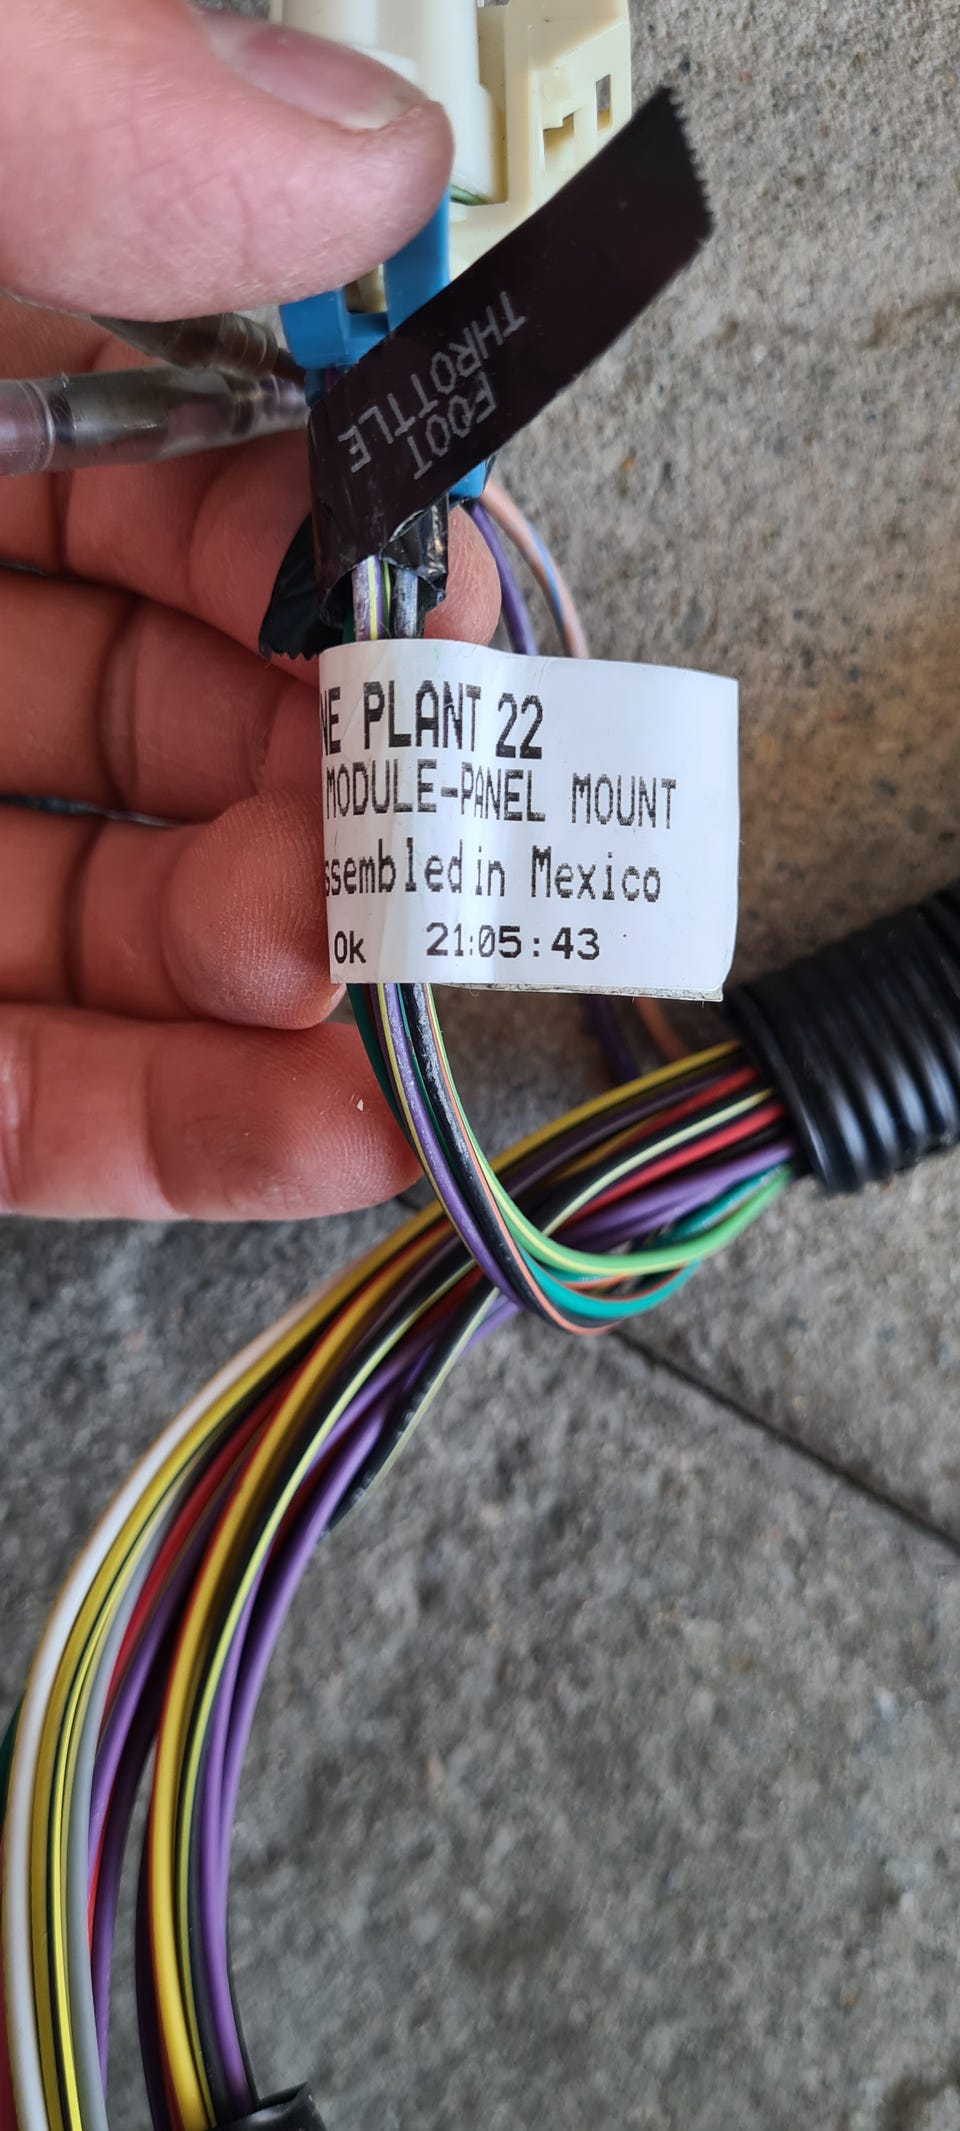 FOOT
THROTTLE
NE PLANT 22
MODULE-PANEL MOUNT
ssembled in Mexico
Ok 21:05:43